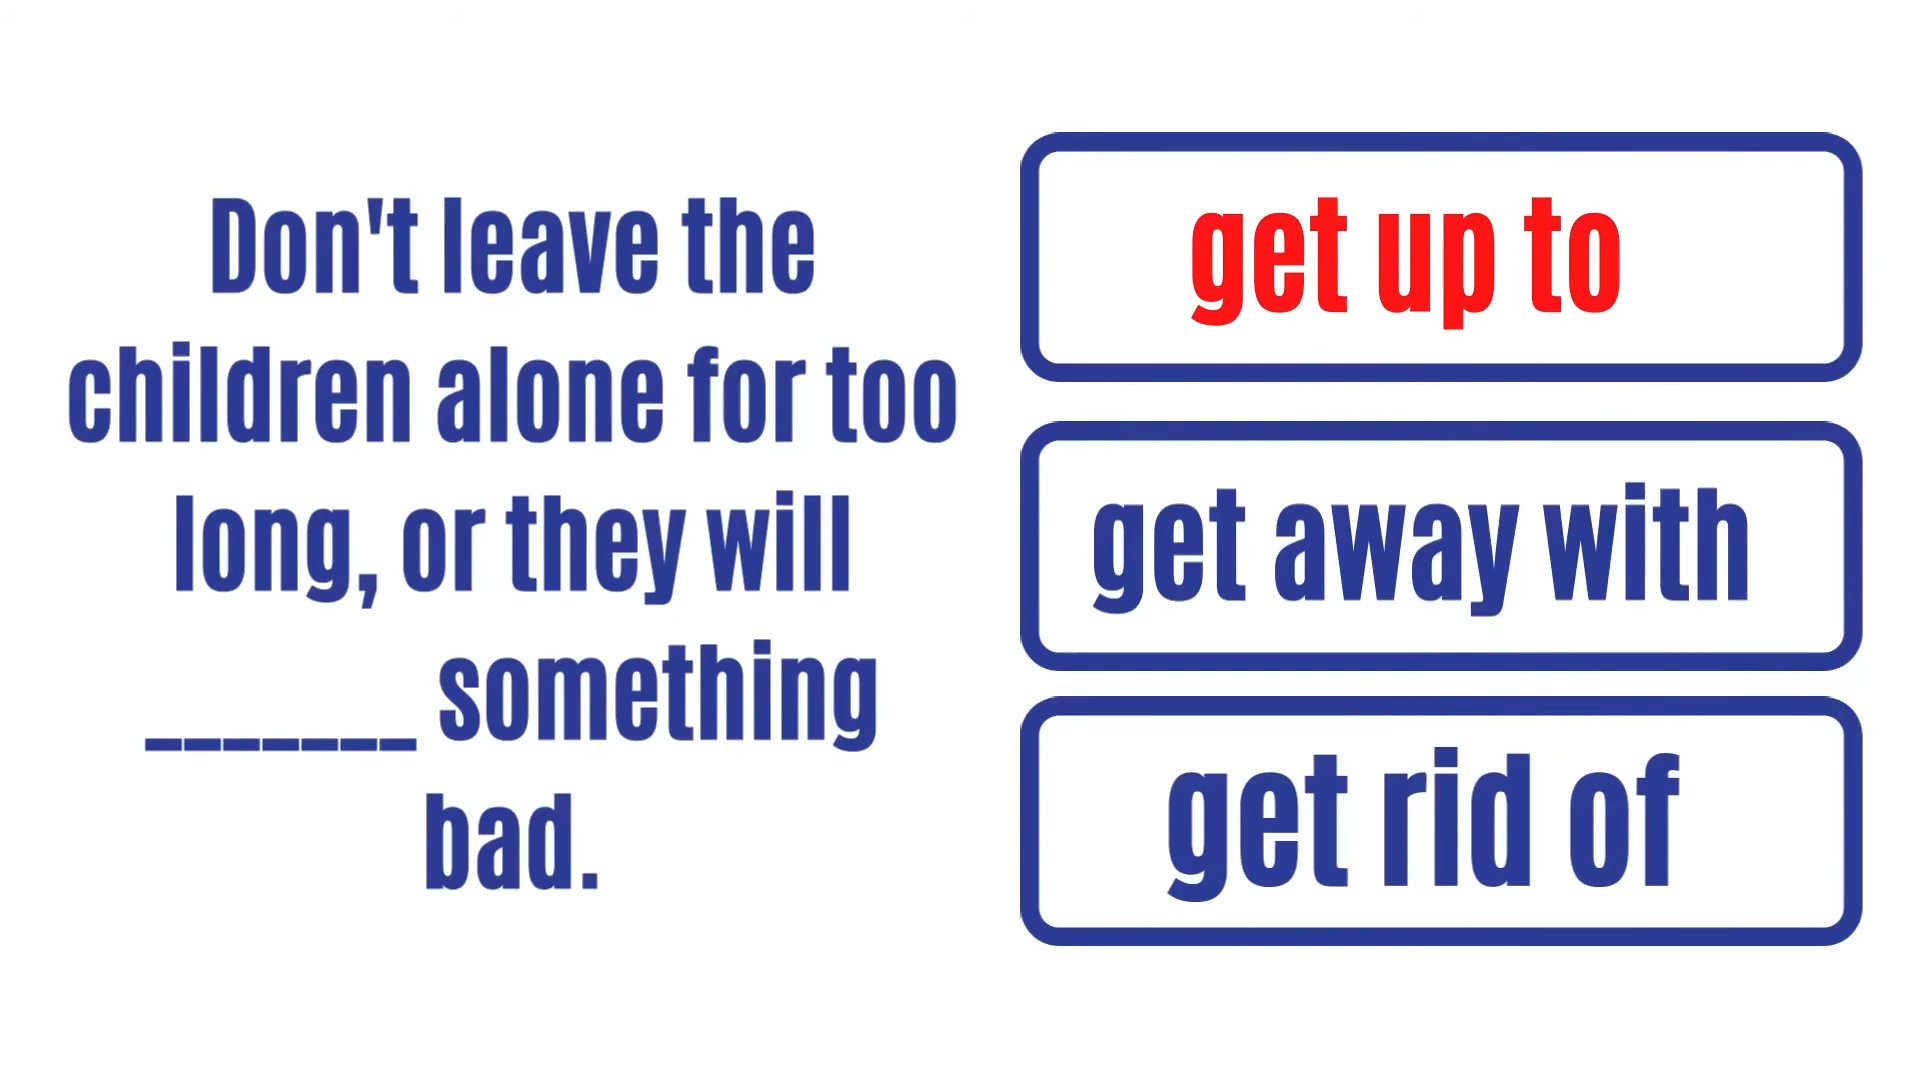 Don't leave the
children alone for too
long, or they will
_______ something
bad.
get up to
get away with
get rid of